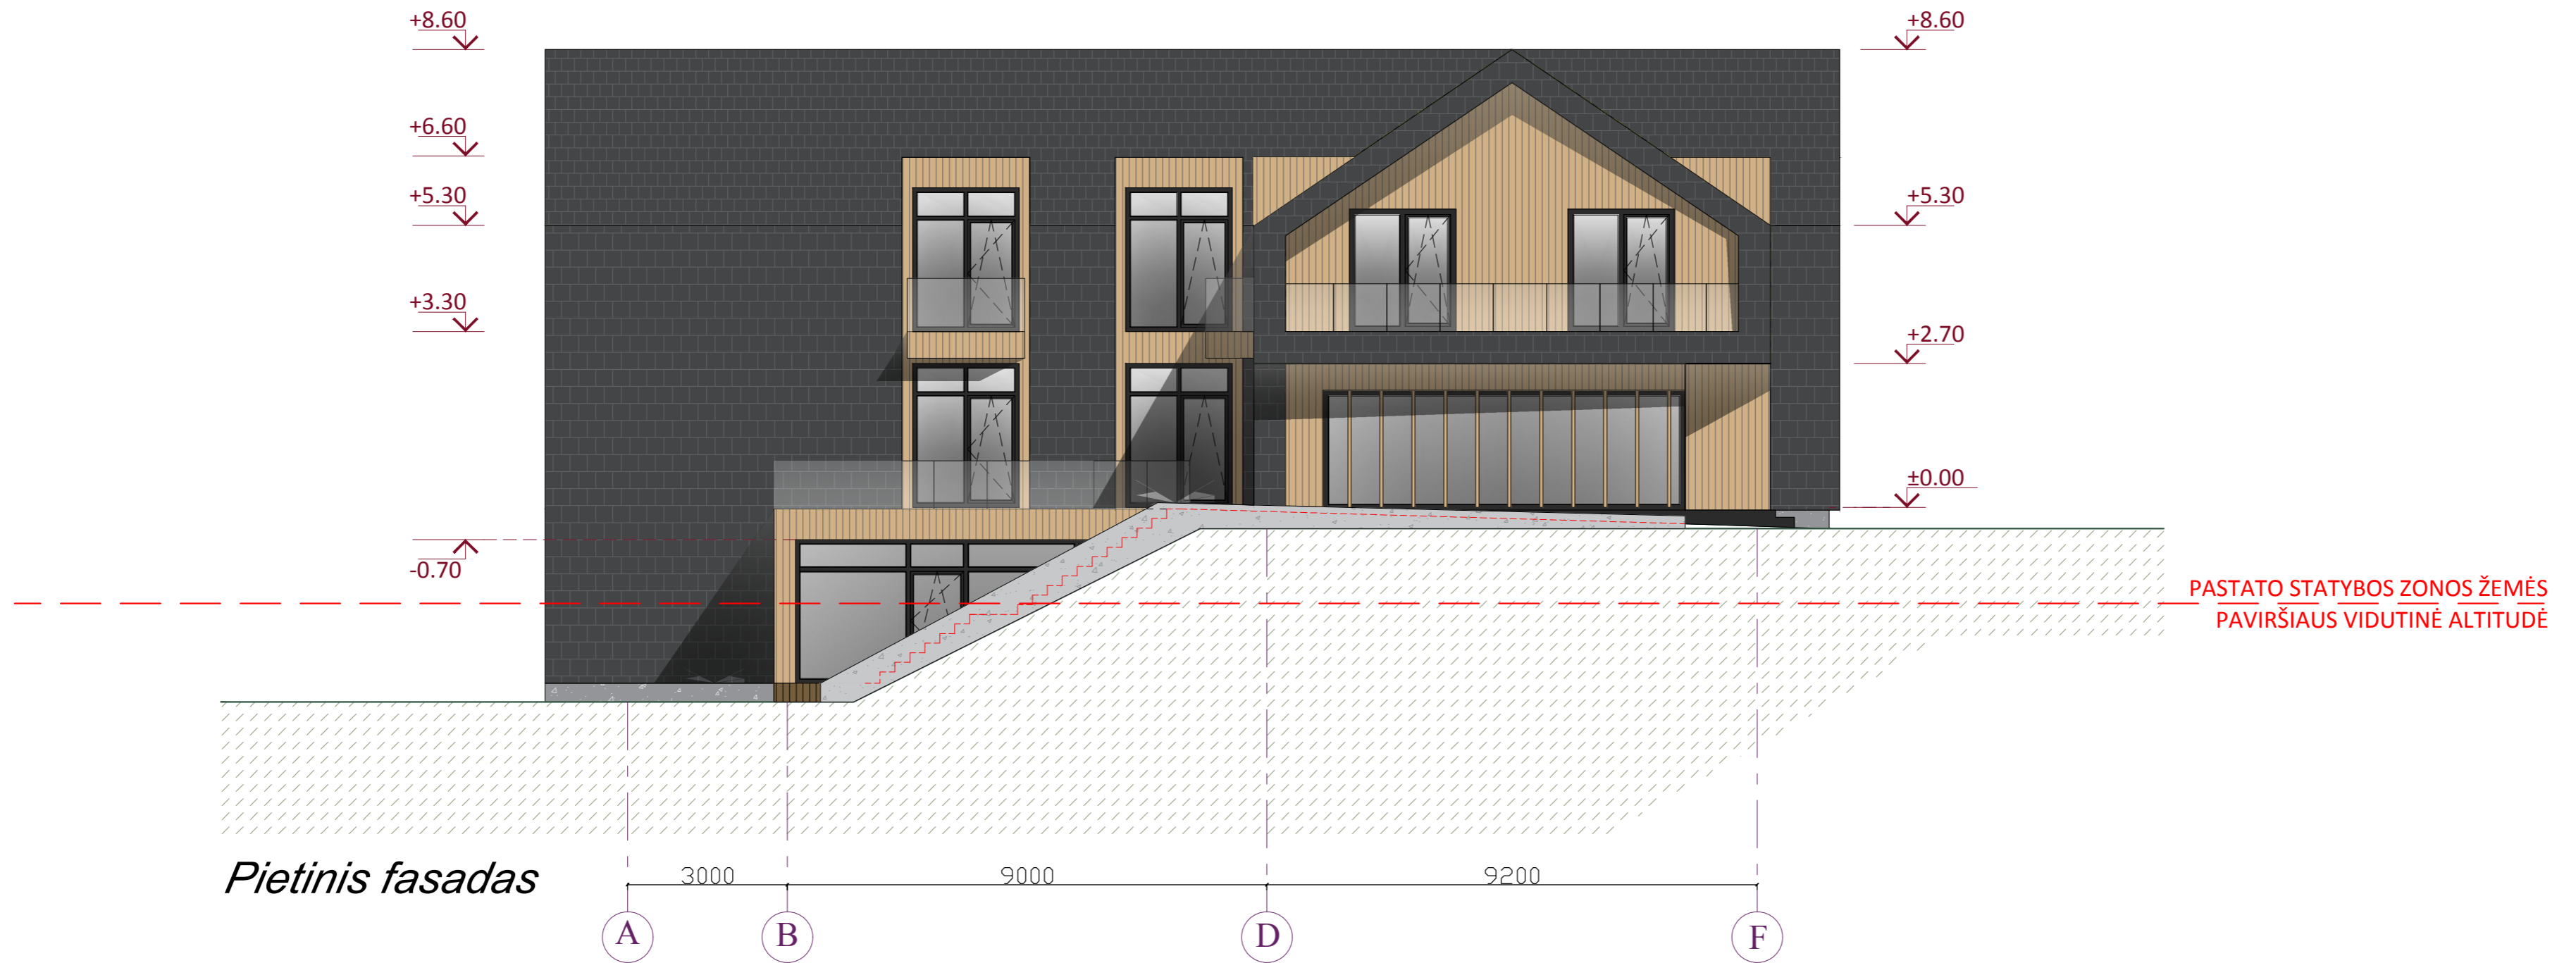 +8.60
+8.60
+6.60
+5.30
+5.30
+3.30
+2.70
±0.00
-0.70
PASTATO STATYBOS ZONOS ŽEMĖS
PAVIRŠIAUS VIDUTINĖ ALTITUDĖ
Pietinis fasadas
3000
9000
9200
A
B
D
F